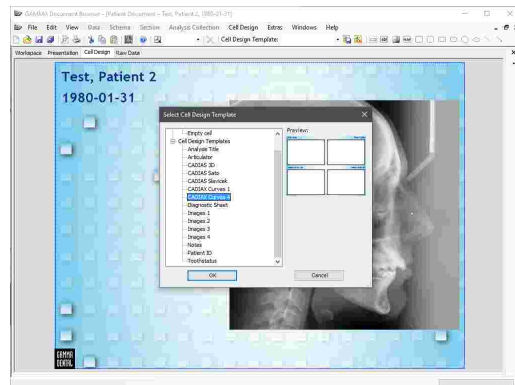 GAMMA Document Browser - [Patient Document - Test, Patient 2, 1980-01-31]
File Edit View Data Schema Section Analysis Collection Cell Design Extras Windows Help
Cell Design Template:
Workspace Presentation Cell Design Raw Data
Test, Patient 2
1980-01-31
Select Cell Design Template
Empty cell
Cell Design Templates
Analysis Title
Articulator
CADIAS 3D
CADIAS Sato
CADIAS Slavicek
CADIAX Curves 1
CADIAX Curves 4
Diagnostic Sheet
Images 1
Images 2
Images 3
Images 4
Notes
Patient ID
Toothstatus
Preview:
OK Cancel
GAMMA
DENTAL